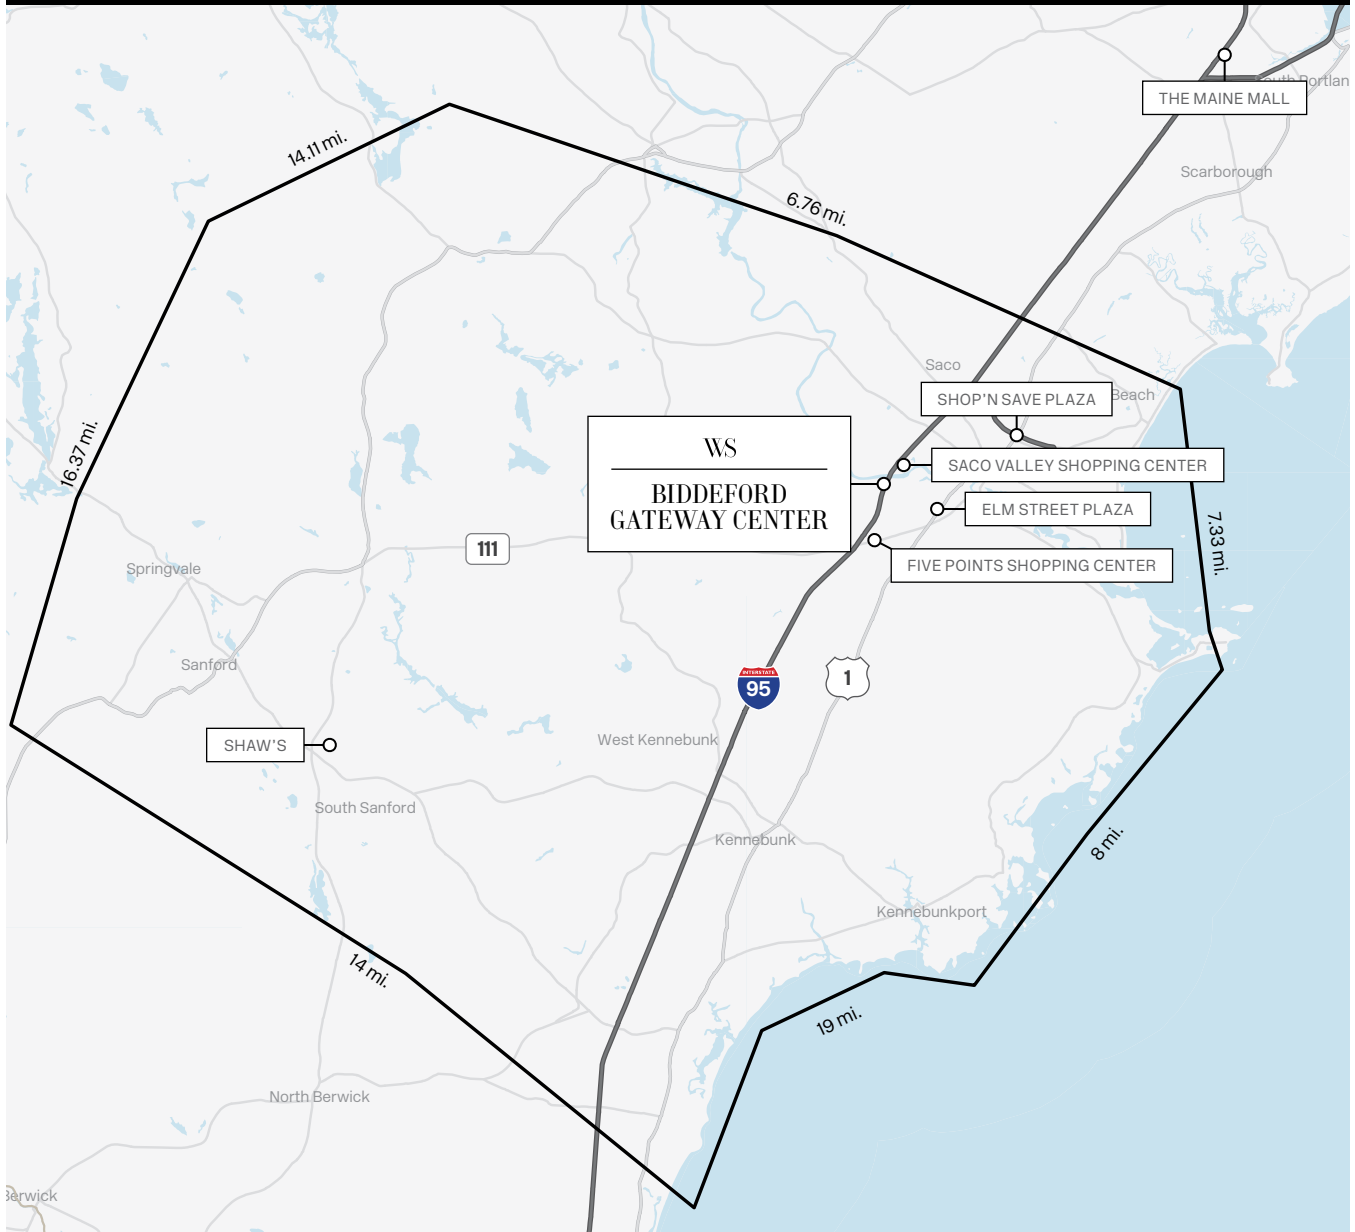 THE MAINE MALL
Scarborough
14.11 mi.
6.76 mi.
Saco
Beach
SHOP'N SAVE PLAZA
WS
BIDDEFORD
GATEWAY CENTER
SACO VALLEY SHOPPING CENTER
ELM STREET PLAZA
FIVE POINTS SHOPPING CENTER
16.37 mi.
7.33 mi.
111
Springvale
Sanford
INTERSTATE
95
1
SHAW'S
West Kennebunk
South Sanford
Kennebunk
8 mi.
Kennebunkport
14 mi.
19 mi.
North Berwick
Berwick